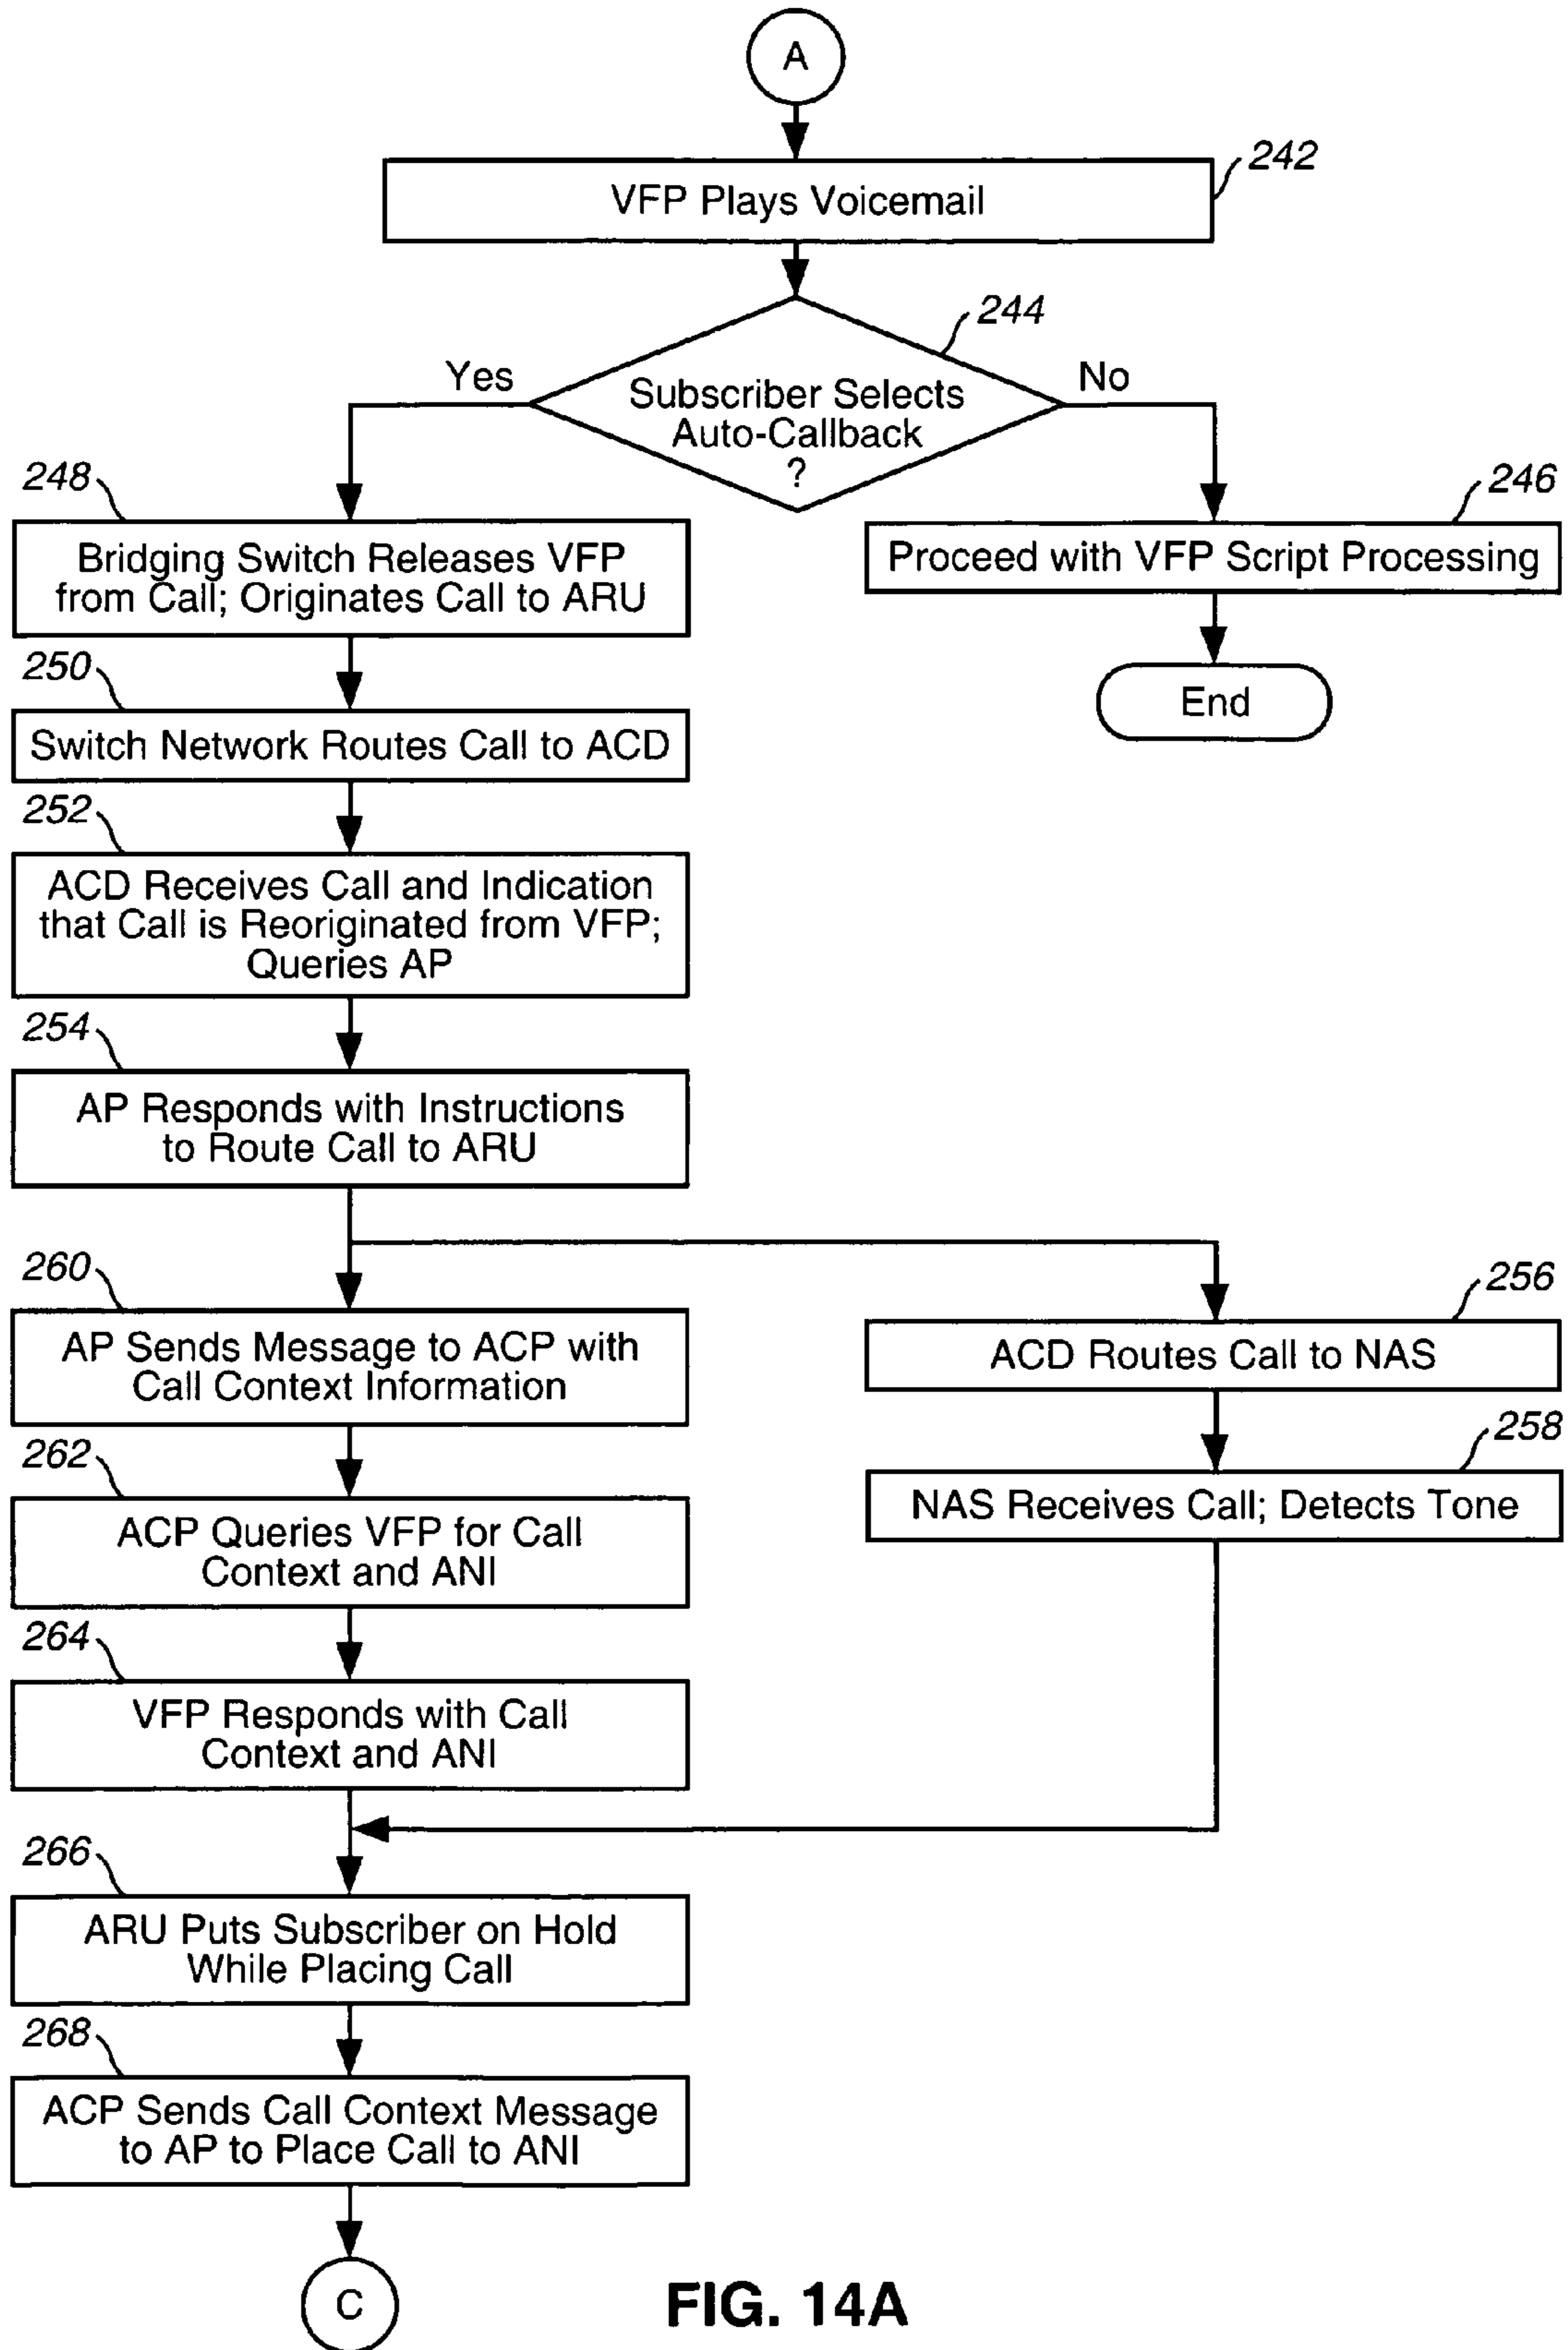 A
242
VFP Plays Voicemail
244
Yes
No
Subscriber Selects
Auto-Callback
?
248
246
Bridging Switch Releases VFP
from Call; Originates Call to ARU
Proceed with VFP Script Processing
250
End
Switch Network Routes Call to ACD
252
ACD Receives Call and Indication
that Call is Reoriginated from VFP;
Queries AP
254
AP Responds with Instructions
to Route Call to ARU
260
256
AP Sends Message to ACP with
Call Context Information
ACD Routes Call to NAS
262
258
ACP Queries VFP for Call
Context and ANI
NAS Receives Call; Detects Tone
264
VFP Responds with Call
Context and ANI
266
ARU Puts Subscriber on Hold
While Placing Call
268
ACP Sends Call Context Message
to AP to Place Call to ANI
C
FIG. 14A